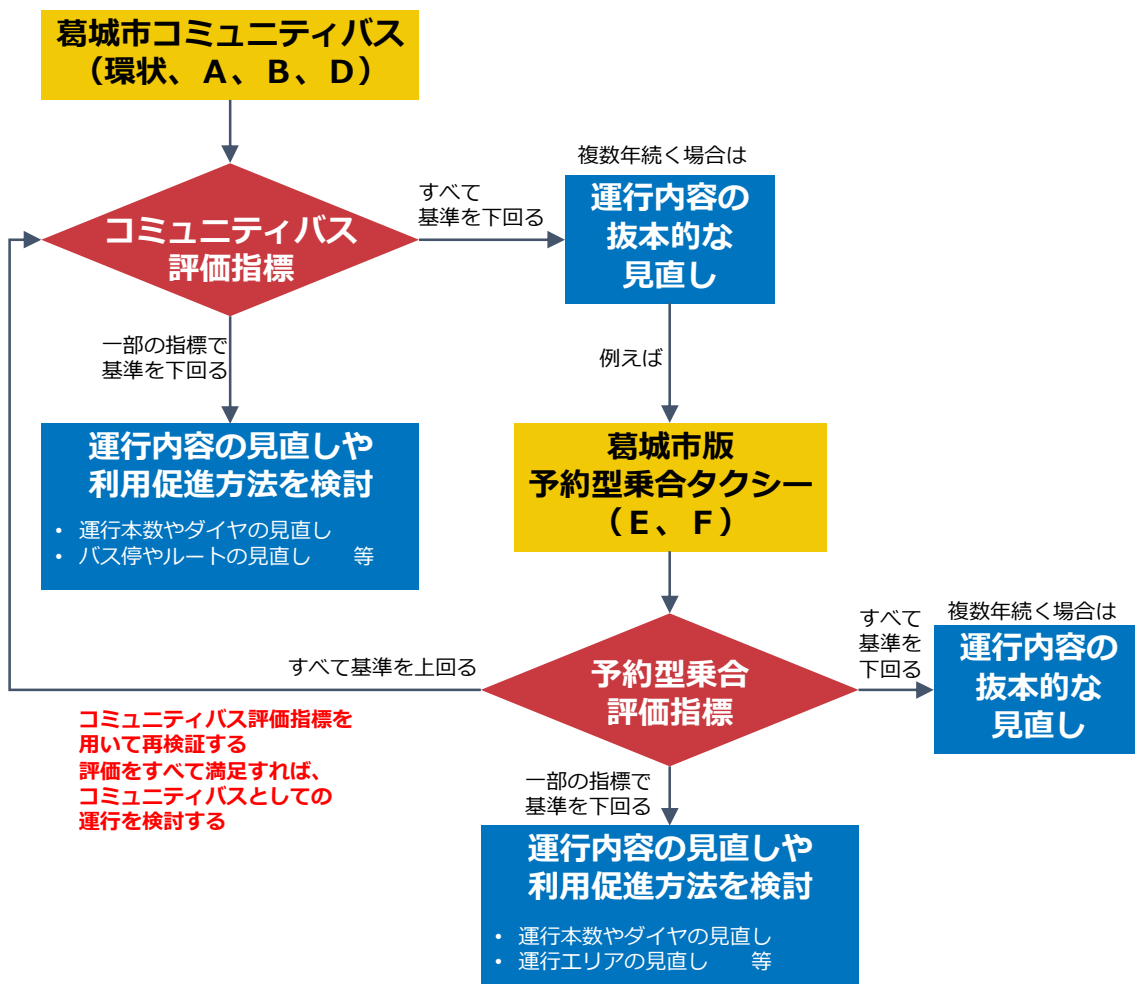 葛城市コミュニティバス
（環状、Ａ、Ｂ、Ｄ）
コミュニティバス
評価指標
すべて
基準を下回る
複数年続く場合は
運行内容の
抜本的な
見直し
一部の指標で
基準を下回る
運行内容の見直しや
利用促進方法を検討
• 運行本数やダイヤの見直し
• バス停やルートの見直し　等
例えば
葛城市版
予約型乗合タクシー
（Ｅ、Ｆ）
予約型乗合
評価指標
すべて
基準を
下回る
複数年続く場合は
運行内容の
抜本的な
見直し
すべて基準を上回る
コミュニティバス評価指標を
用いて再検証する
評価をすべて満足すれば、
コミュニティバスとしての
運行を検討する
一部の指標で
基準を下回る
運行内容の見直しや
利用促進方法を検討
• 運行本数やダイヤの見直し
• 運行エリアの見直し　等